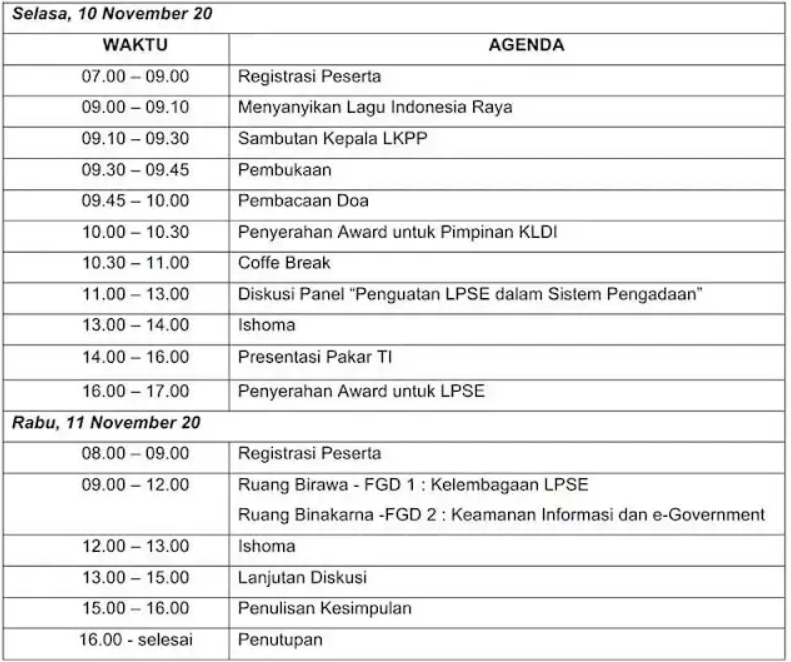 Selasa, 10 November 20
WAKTU AGENDA
07.00 – 09.00 Registrasi Peserta
09.00 – 09.10 Menyanyikan Lagu Indonesia Raya
09.10 – 09.30 Sambutan Kepala LKPP
09.30 – 09.45 Pembukaan
09.45 – 10.00 Pembacaan Doa
10.00 – 10.30 Penyerahan Award untuk Pimpinan KLDI
10.30 – 11.00 Coffe Break
11.00 – 13.00 Diskusi Panel “Penguatan LPSE dalam Sistem Pengadaan”
13.00 – 14.00 Ishoma
14.00 – 16.00 Presentasi Pakar TI
16.00 – 17.00 Penyerahan Award untuk LPSE
Rabu, 11 November 20
08.00 – 09.00 Registrasi Peserta
09.00 – 12.00 Ruang Birawa - FGD 1 : Kelembagaan LPSE
Ruang Binakarna -FGD 2 : Keamanan Informasi dan e-Government
12.00 – 13.00 Ishoma
13.00 – 15.00 Lanjutan Diskusi
15.00 – 16.00 Penulisan Kesimpulan
16.00 - selesai Penutupan